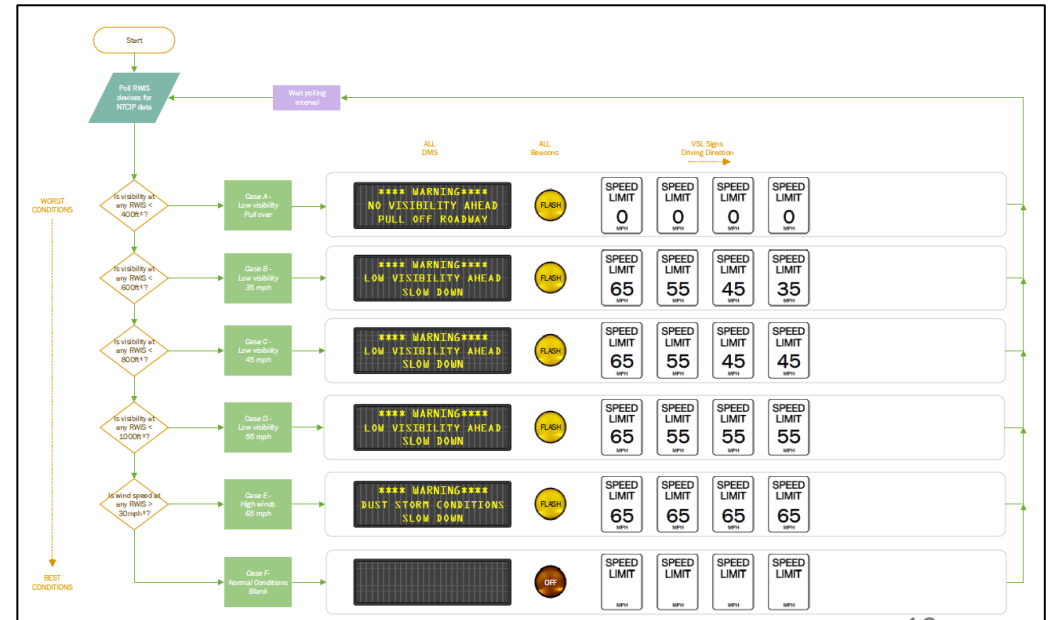 Start
Poll RWIS
devices for
NTCIP data
Wait polling
interval
ALL
DMS
ALL
Beacons
VSL Signs
Driving Direction
WORST
CONDITIONS
Is visibility at
any RWIS <
400ft*?
Case A -
Low visibility
Pull over
**** WARNING****
NO VISIBILITY AHEAD
PULL OFF ROADWAY
FLASH
SPEED
LIMIT
0
MPH
SPEED
LIMIT
0
MPH
SPEED
LIMIT
0
MPH
SPEED
LIMIT
0
MPH
Is visibility at
any RWIS <
600ft*?
Case B -
Low visibility
35 mph
**** WARNING****
LOW VISIBILITY AHEAD
SLOW DOWN
FLASH
SPEED
LIMIT
65
MPH
SPEED
LIMIT
55
MPH
SPEED
LIMIT
45
MPH
SPEED
LIMIT
35
MPH
Is visibility at
any RWIS <
800ft*?
Case C -
Low visibility
45 mph
**** WARNING****
LOW VISIBILITY AHEAD
SLOW DOWN
FLASH
SPEED
LIMIT
65
MPH
SPEED
LIMIT
55
MPH
SPEED
LIMIT
45
MPH
SPEED
LIMIT
45
MPH
Is visibility at
any RWIS <
1000ft*?
Case D -
Low visibility
55 mph
**** WARNING****
LOW VISIBILITY AHEAD
SLOW DOWN
FLASH
SPEED
LIMIT
65
MPH
SPEED
LIMIT
55
MPH
SPEED
LIMIT
55
MPH
SPEED
LIMIT
55
MPH
Is wind speed at
any RWIS >
30mph*?
Case E -
High winds
65 mph
**** WARNING****
DUST STORM CONDITIONS
SLOW DOWN
FLASH
SPEED
LIMIT
65
MPH
SPEED
LIMIT
65
MPH
SPEED
LIMIT
65
MPH
SPEED
LIMIT
65
MPH
BEST
CONDITIONS
Case F-
Normal Conditions
Blank
OFF
SPEED
LIMIT
MPH
SPEED
LIMIT
MPH
SPEED
LIMIT
MPH
SPEED
LIMIT
MPH